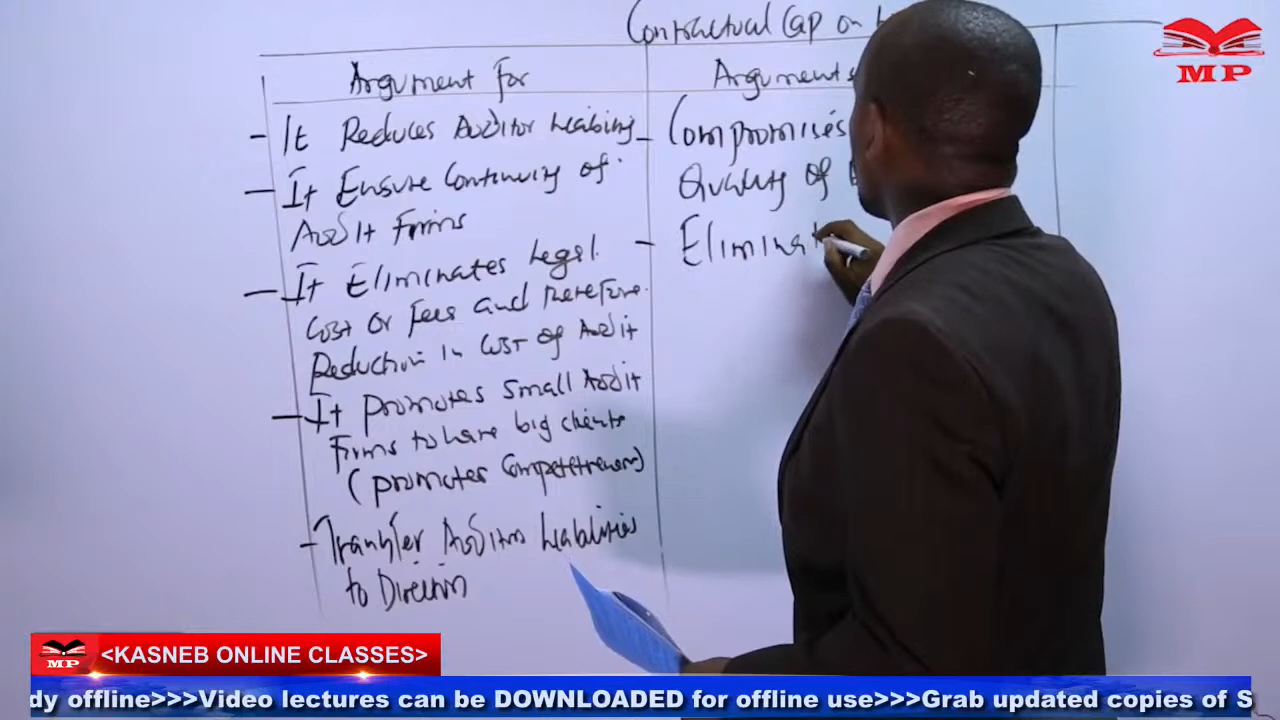 Contractual Cap on
Argument For
Argument
- It Reduces Auditor
- It Ensure Continuity of
Audit Firms
- It Eliminates Legal
Cost or Fees and therefore
Reduction in Cost of Audit
- It promotes Small Audit
Firms to have big clients
(promotes
- Transfer Auditors Liabilities
to Director
- Compromises
Quality of
- Eliminat
MP
MP
<KASNEB ONLINE CLASSES>
dy offline>>>Video lectures can be DOWNLOADED for offline use>>>Grab updated copies of S